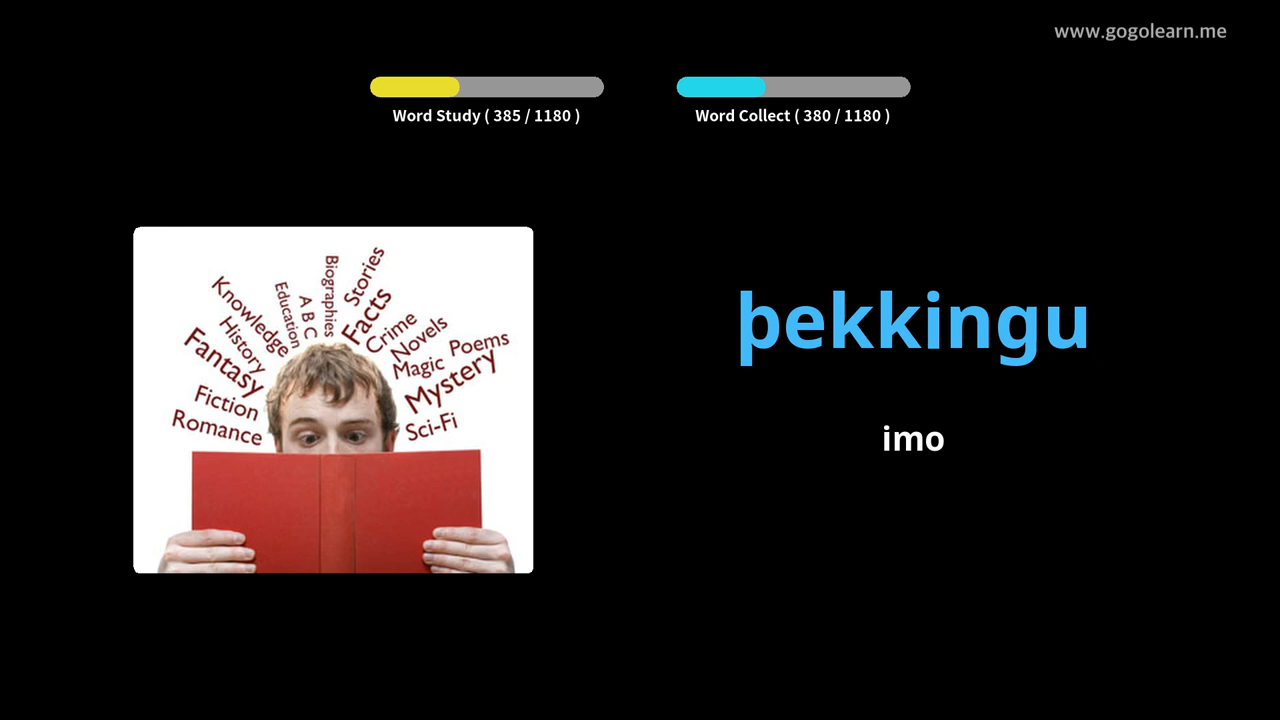 www.gogolearn.me
Word Study ( 385 / 1180 )
Word Collect ( 380 / 1180 )
Biographies
Stories
Knowledge
Education
A B C
Facts
History
Crime
Novels
Fantasy
Magic
Poems
Mystery
Fiction
Romance
Sci-Fi
þekkingu
imo